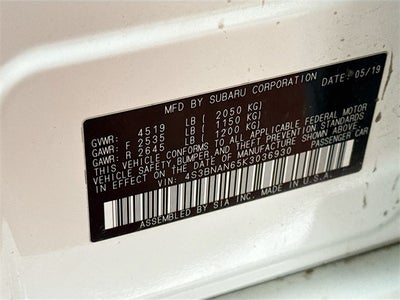 MFD BY SUBARU CORPORATION DATE: 05/19
GVWR: 4519 LB ( 2050 KG)
GAWR: F 2535 LB ( 1150 KG)
GAWR: R 2645 LB ( 1200 KG)
THIS VEHICLE CONFORMS TO ALL APPLICABLE FEDERAL MOTOR
VEHICLE SAFETY, BUMPER AND THEFT PREVENTION STANDARDS
IN EFFECT ON THE DATE OF MANUFACTURE SHOWN ABOVE.
VIN: 4S3BNAN65K3036930 PASSENGER CAR
ASSEMBLED BY SIA INC. MADE IN U.S.A.